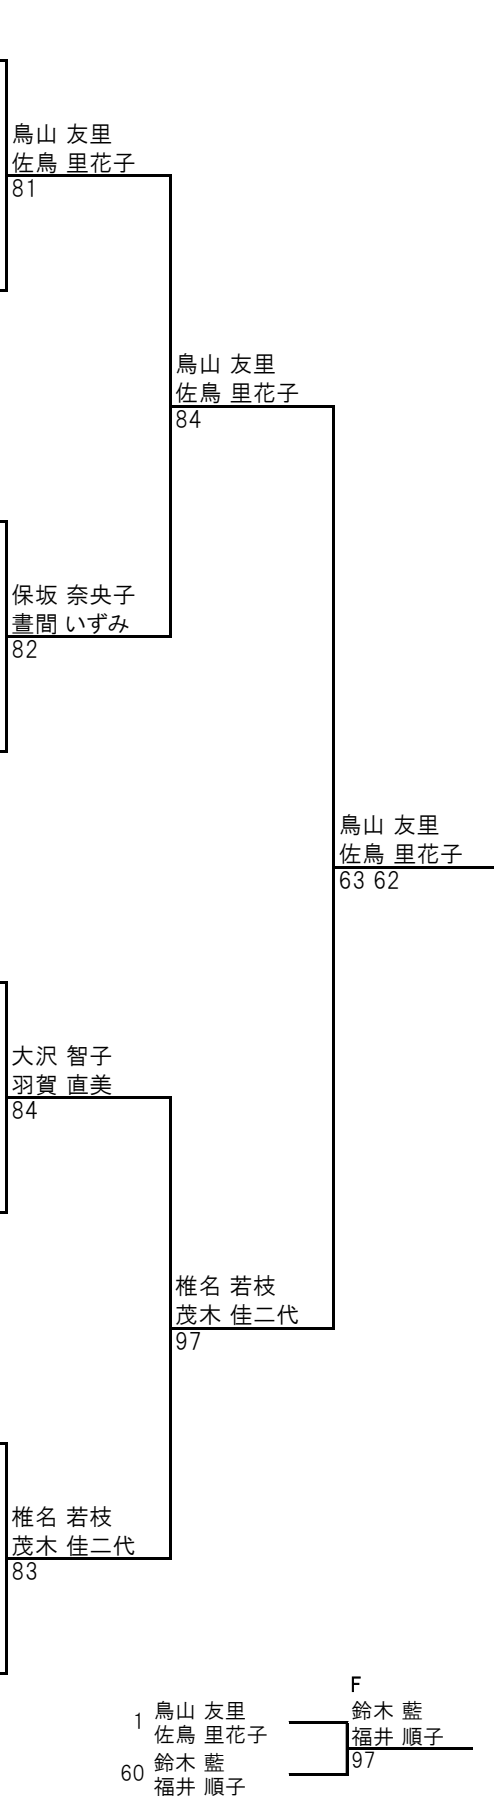 鳥山 友里
佐鳥 里花子
81
鳥山 友里
佐鳥 里花子
84
保坂 奈央子
晝間 いずみ
82
鳥山 友里
佐鳥 里花子
63 62
大沢 智子
羽賀 直美
84
椎名 若枝
茂木 佳二代
97
椎名 若枝
茂木 佳二代
83
1 鳥山 友里
佐鳥 里花子
60 鈴木 藍
福井 順子
F
鈴木 藍
福井 順子
97